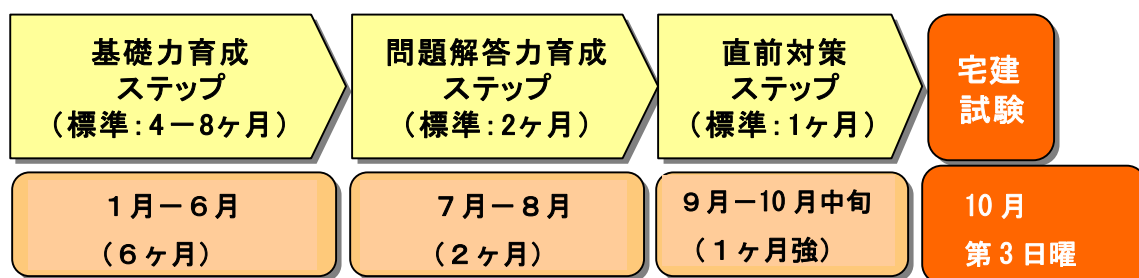 基礎力育成
ステップ
（標準：4－8ヶ月）
問題解答力育成
ステップ
（標準：2ヶ月）
直前対策
ステップ
（標準：1ヶ月）
宅建
試験
１月－６月
（６ヶ月）
７月－８月
（２ヶ月）
９月－10月中旬
（１ヶ月強）
10月
第3日曜